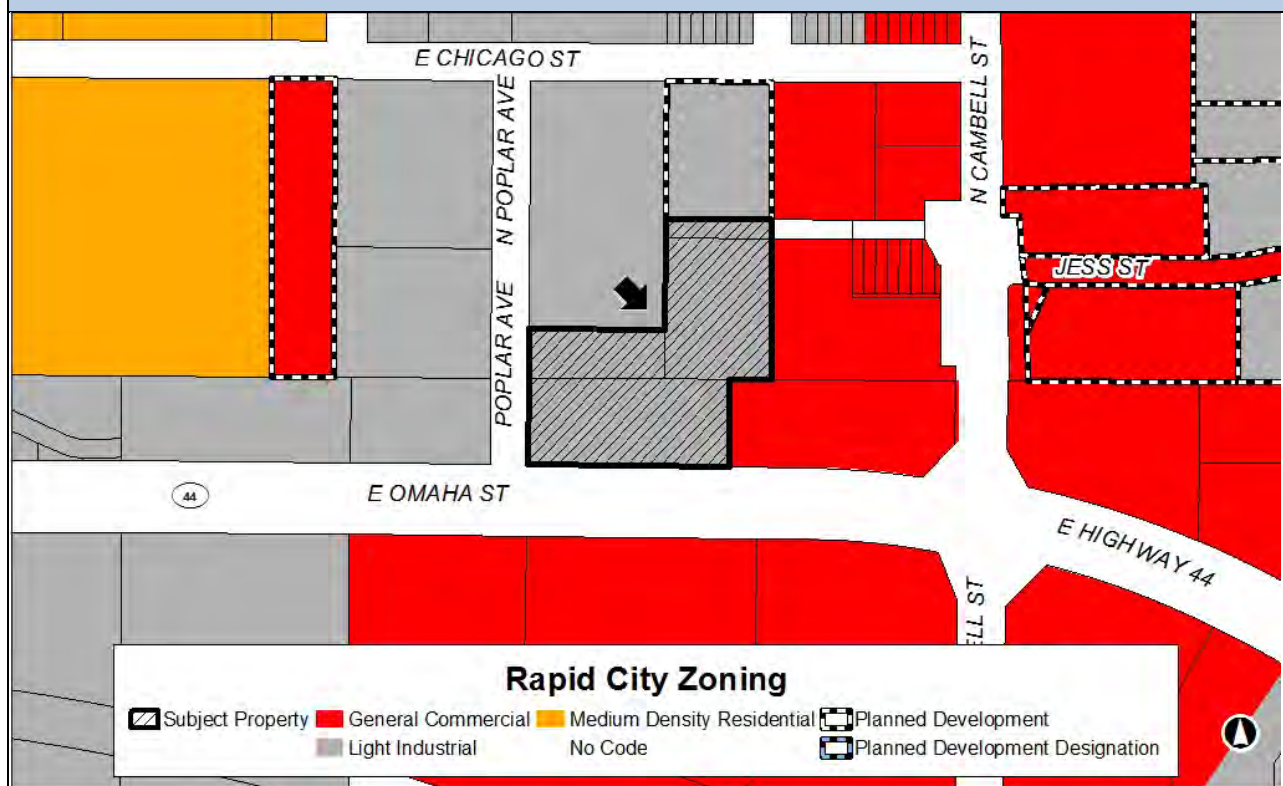 E CHICAGO ST
N CAMBELL ST
N POPLAR AVE
JESS ST
POPLAR AVE
44
E OMAHA ST
E HIGHWAY 44
ELL ST
Rapid City Zoning
Subject Property General Commercial Medium Density Residential Planned Development
Light Industrial No Code Planned Development Designation